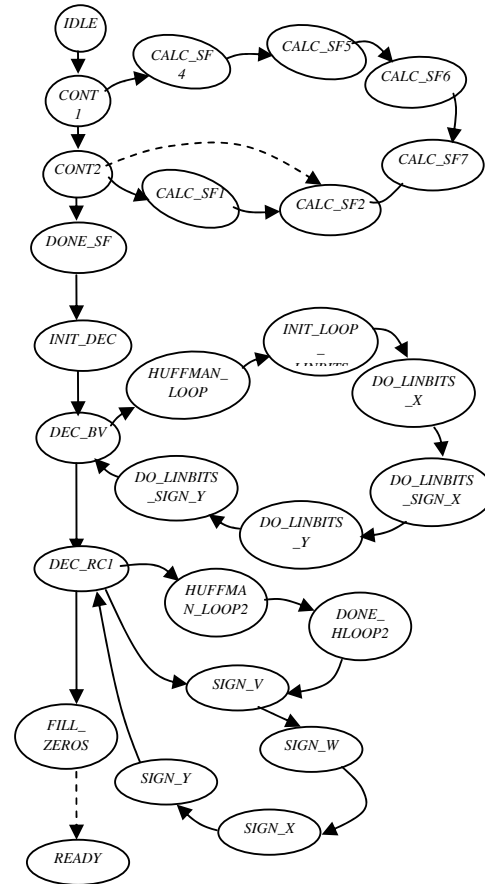 IDLE
CALC_SF
4
CALC_SF5
CALC_SF6
CONT
1
CALC_SF7
CONT2
CALC_SF1
CALC_SF2
DONE_SF
INIT_DEC
INIT_LOOP
_
LINBITS
HUFFMAN_
LOOP
DO_LINBITS
_X
DEC_BV
DO_LINBITS
_SIGN_Y
DO_LINBITS
_SIGN_X
DO_LINBITS
_Y
DEC_RC1
HUFFMA
N_LOOP2
DONE_
HLOOP2
SIGN_V
FILL_
ZEROS
SIGN_W
SIGN_Y
SIGN_X
READY